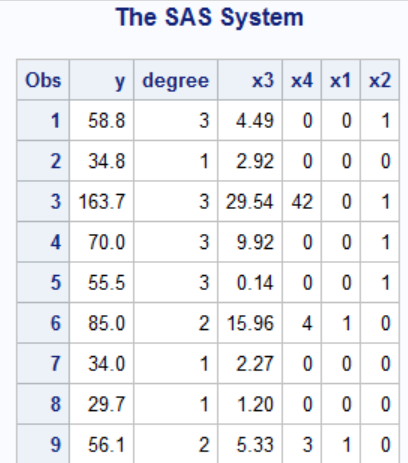 The SAS System
Obs y degree x3 x4 x1 x2
1 58.8 3 4.49 0 0 1
2 34.8 1 2.92 0 0 0
3 163.7 3 29.54 42 0 1
4 70.0 3 9.92 0 0 1
5 55.5 3 0.14 0 0 1
6 85.0 2 15.96 4 1 0
7 34.0 1 2.27 0 0 0
8 29.7 1 1.20 0 0 0
9 56.1 2 5.33 3 1 0